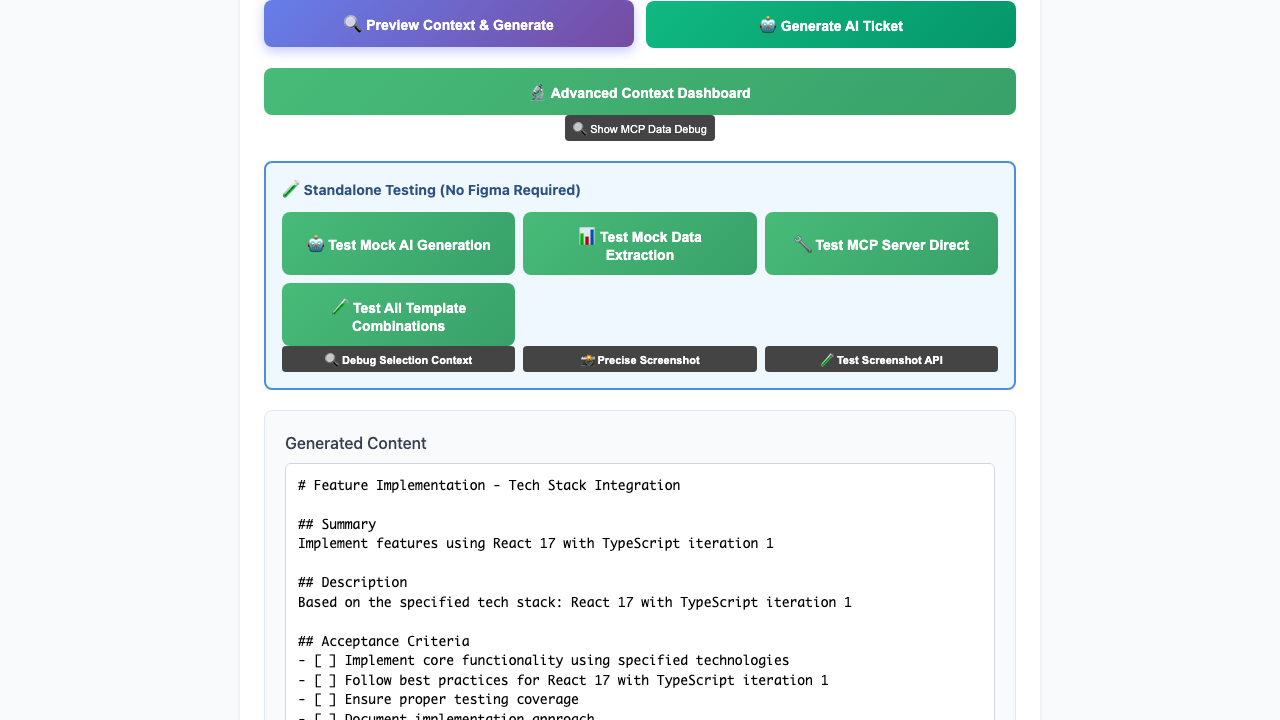 🔍 Preview Context & Generate
🤖 Generate AI Ticket
🔬 Advanced Context Dashboard
🔍 Show MCP Data Debug
🧪 Standalone Testing (No Figma Required)
🤖 Test Mock AI Generation
📊 Test Mock Data
Extraction
🔧 Test MCP Server Direct
🧪 Test All Template
Combinations
🔍 Debug Selection Context
📸 Precise Screenshot
🧪 Test Screenshot API
Generated Content
# Feature Implementation - Tech Stack Integration
## Summary
Implement features using React 17 with TypeScript iteration 1
## Description
Based on the specified tech stack: React 17 with TypeScript iteration 1
## Acceptance Criteria
- [ ] Implement core functionality using specified technologies
- [ ] Follow best practices for React 17 with TypeScript iteration 1
- [ ] Ensure proper testing coverage
- [ ] Document implementation approach